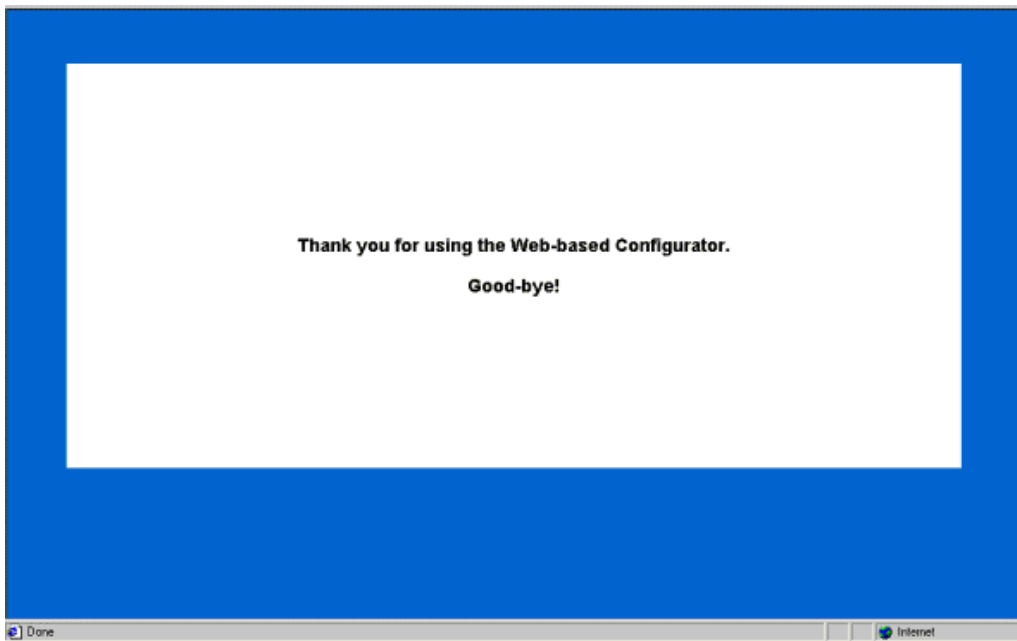 Thank you for using the Web-based Configurator.
Good-bye!
Done
Internet